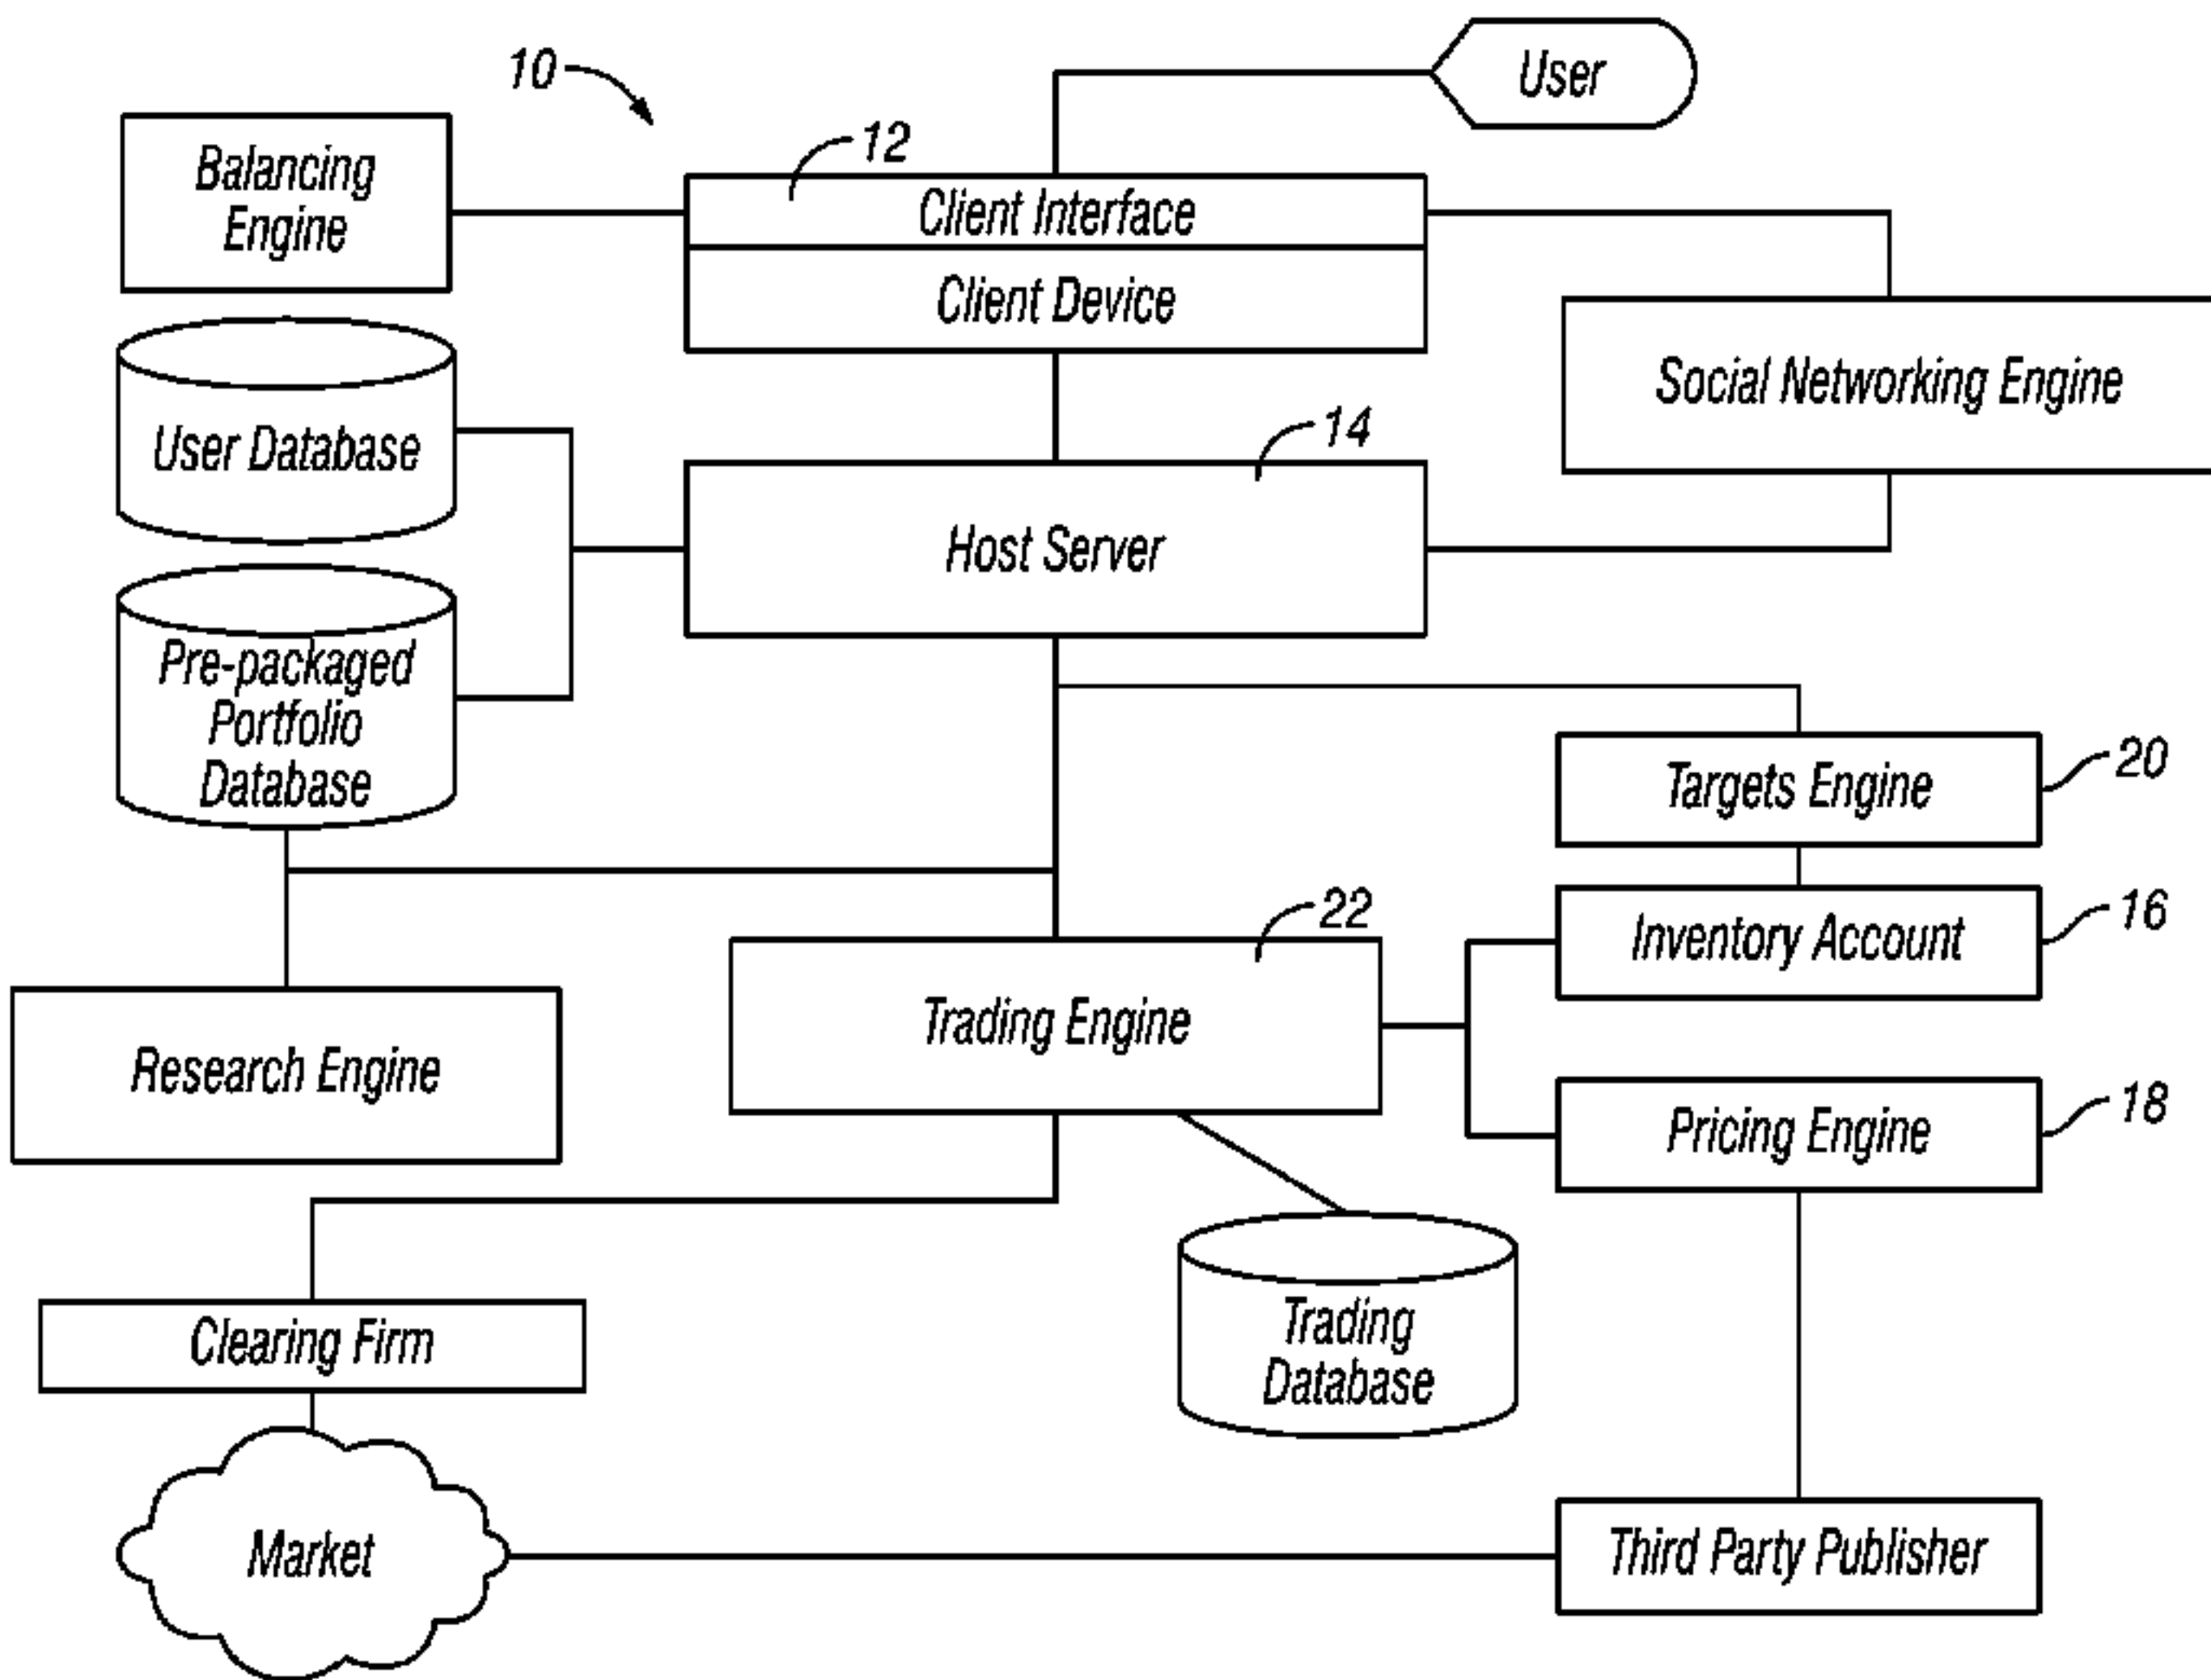 10
User
Balancing
Engine
12
Client Interface
Client Device
Social Networking Engine
User Database
14
Host Server
Pre-packaged
Portfolio
Database
Targets Engine
20
Inventory Account
16
22
Trading Engine
Research Engine
Pricing Engine
18
Clearing Firm
Trading
Database
Market
Third Party Publisher